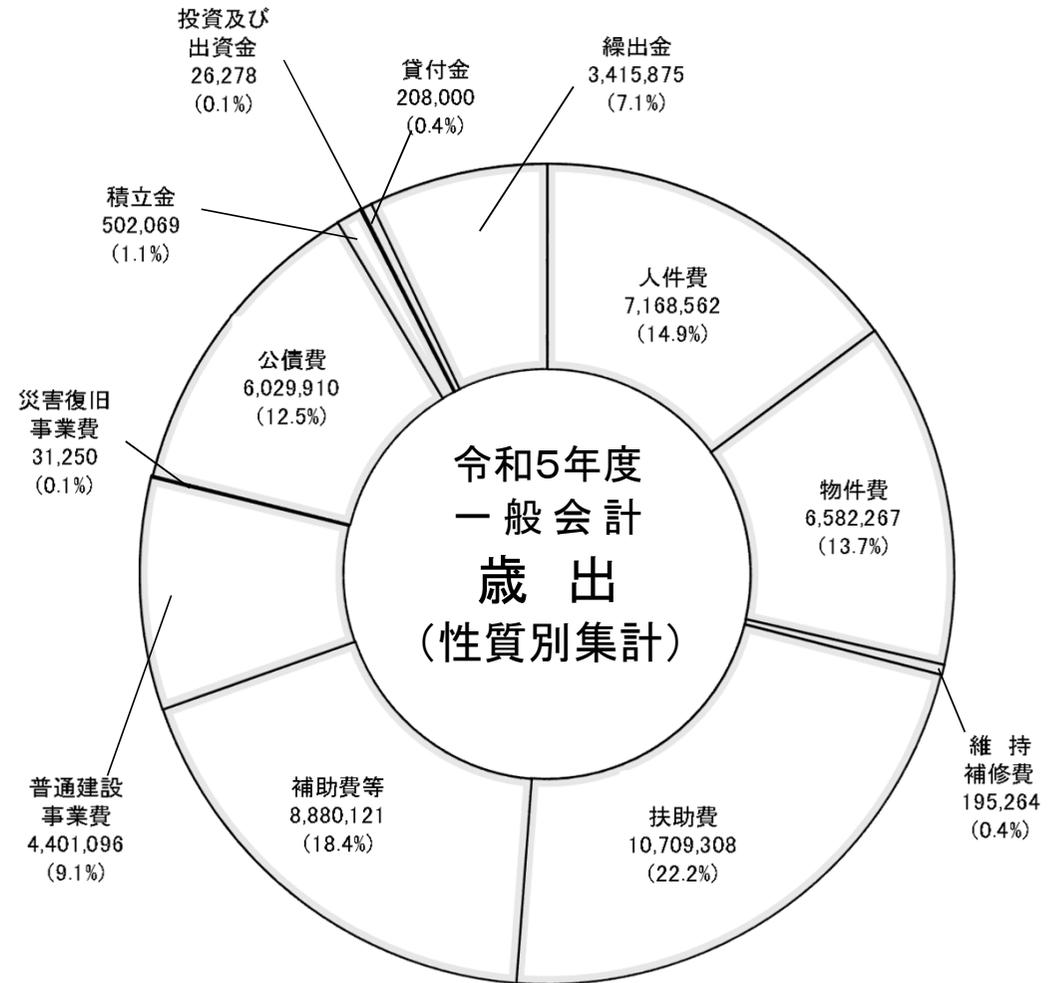 投資及び
出資金
26,278
(0.1%)
貸付金
208,000
(0.4%)
繰出金
3,415,875
(7.1%)
積立金
502,069
(1.1%)
人件費
7,168,562
(14.9%)
公債費
6,029,910
(12.5%)
災害復旧
事業費
31,250
(0.1%)
物件費
6,582,267
(13.7%)
令和5年度
一般会計
歳 出
(性質別集計)
維 持
補修費
195,264
(0.4%)
普通建設
事業費
4,401,096
(9.1%)
補助費等
8,880,121
(18.4%)
扶助費
10,709,308
(22.2%)